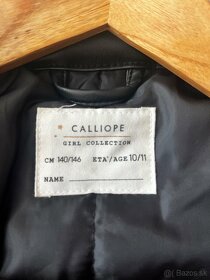 CALLIOPE
GIRL COLLECTION
CM 140/146 ETA'/AGE 10/11
NAME
bazos.sk